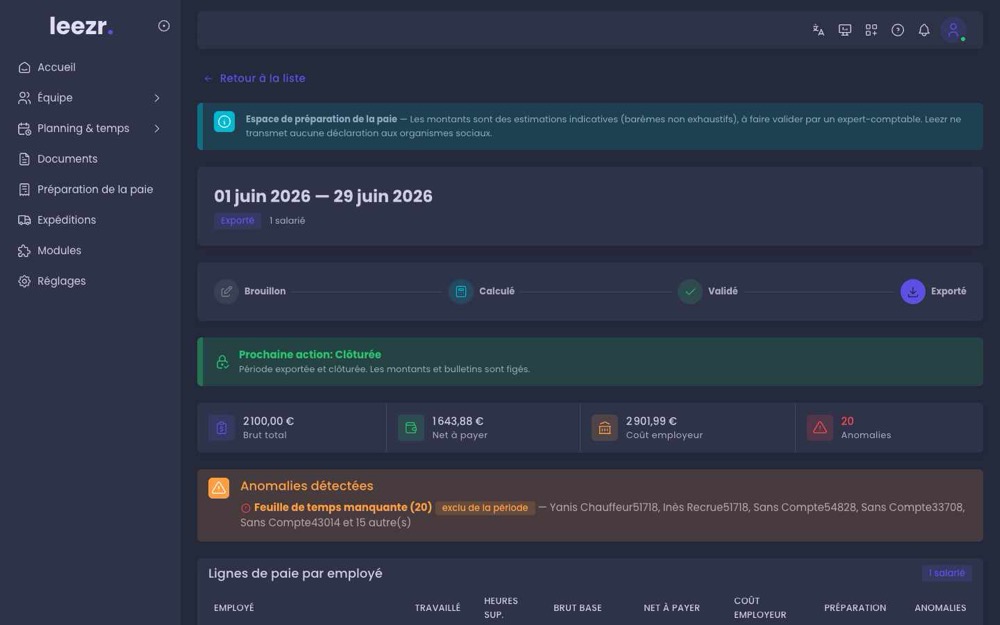 leezr.
Accueil
Équipe
Planning & temps
Documents
Préparation de la paie
Expéditions
Modules
Réglages
← Retour à la liste
Espace de préparation de la paie — Les montants sont des estimations indicatives (barèmes non exhaustifs), à faire valider par un expert-comptable. Leezr ne
transmet aucune déclaration aux organismes sociaux.
01 juin 2026 — 29 juin 2026
Exporté 1 salarié
Brouillon Calculé Validé Exporté
Prochaine action: Clôturée
Période exportée et clôturée. Les montants et bulletins sont figés.
2 100,00 € 1 643,88 € 2 901,99 € 20
Brut total Net à payer Coût employeur Anomalies
Anomalies détectées
Feuille de temps manquante (20) exclu de la période — Yanis Chauffeur51718, Inès Recrue51718, Sans Compte54828, Sans Compte33708,
Sans Compte43014 et 15 autre(s)
Lignes de paie par employé 1 salarié
EMPLOYÉ TRAVAILLÉ HEURES SUP. BRUT BASE NET À PAYER COÛT EMPLOYEUR PRÉPARATION ANOMALIES